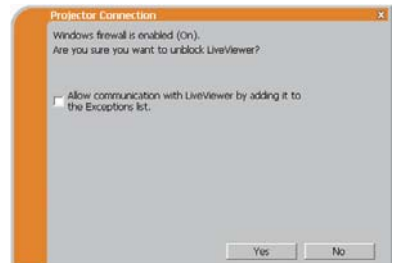 Projector Connection
Windows firewall is enabled (On).
Are you sure you want to unblock LiveViewer?
Allow communication with LiveViewer by adding it to
the Exceptions list.
Yes
No